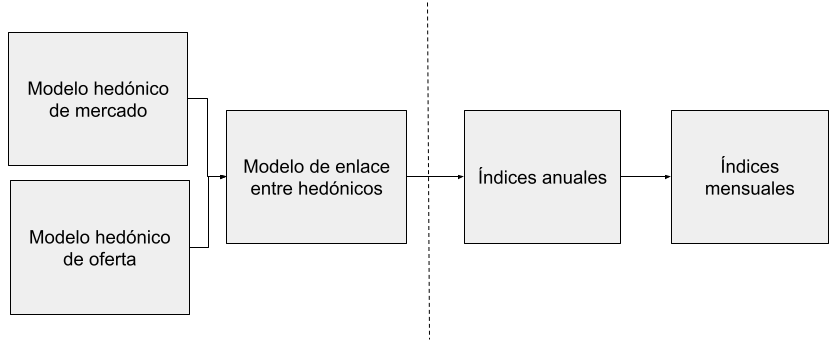 Modelo hedónico
de mercado
Modelo hedónico
de oferta
Modelo de enlace
entre hedónicos
Índices anuales
Índices
mensuales